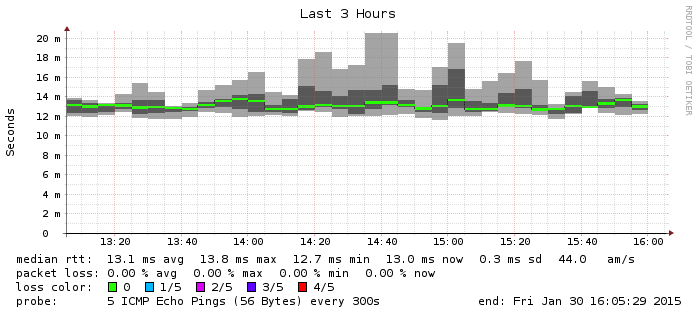 Last 3 Hours
RRDTOOL / TOBI OETIKER
Seconds
20 m
18 m
16 m
14 m
12 m
10 m
8 m
6 m
4 m
2 m
0
13:20 13:40 14:00 14:20 14:40 15:00 15:20 15:40 16:00
median rtt: 13.1 ms avg 13.8 ms max 12.7 ms min 13.0 ms now 0.3 ms sd 44.0 am/s
packet loss: 0.00 % avg 0.00 % max 0.00 % min 0.00 % now
loss color: 0 1/5 2/5 3/5 4/5
probe: 5 ICMP Echo Pings (56 Bytes) every 300s end: Fri Jan 30 16:05:29 2015